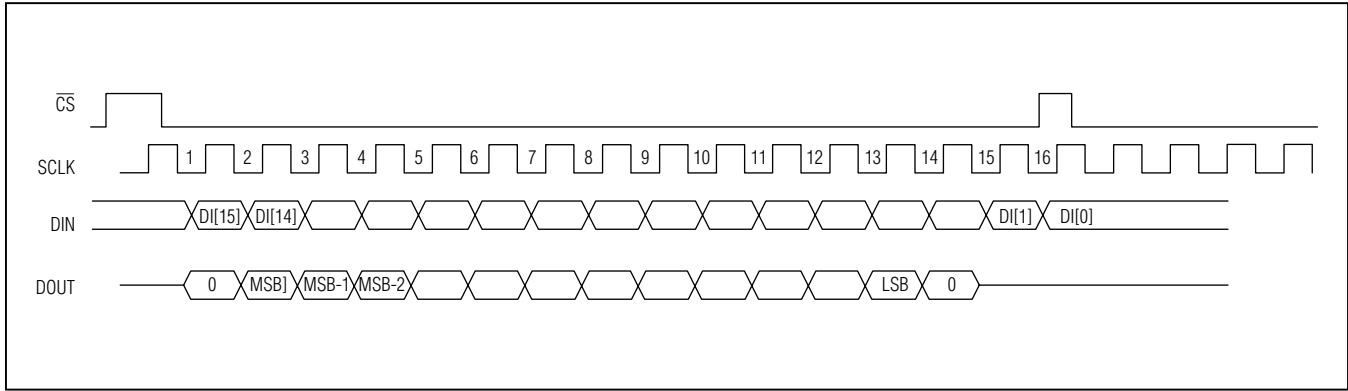 CS
SCLK 1 2 3 4 5 6 7 8 9 10 11 12 13 14 15 16
DIN DI[15] DI[14] DI[1] DI[0]
DOUT 0 MSB] MSB-1 MSB-2 LSB 0